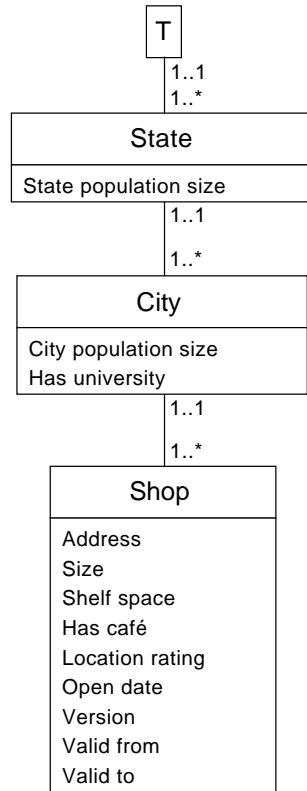 T
1..1
1..*
State
State population size
1..1
1..*
City
City population size
Has university
1..1
1..*
Shop
Address
Size
Shelf space
Has café
Location rating
Open date
Version
Valid from
Valid to